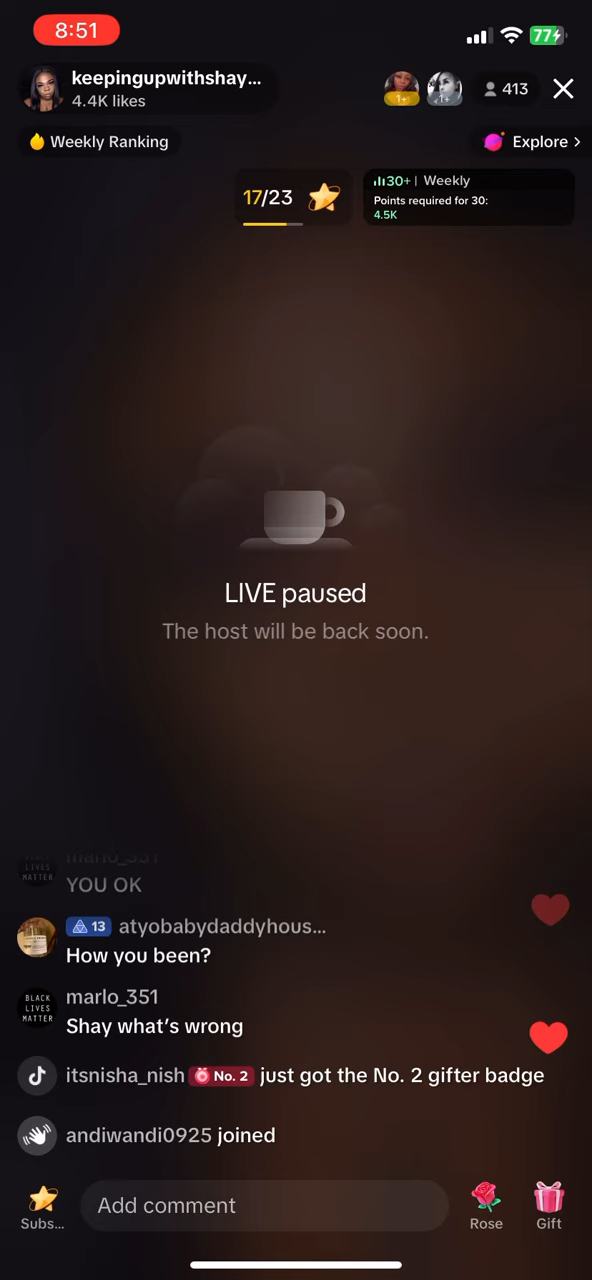 8:51
77
keepingupwithshay...
4.4K likes
1+
1+
413
Weekly Ranking
Explore >
17/23
30+ | Weekly
Points required for 30:
4.5K
LIVE paused
The host will be back soon.
marlo_351
YOU OK
13 atyobabydaddyhous...
How you been?
marlo_351
BLACK
LIVES
MATTER
Shay what's wrong
itsnisha_nish No. 2 just got the No. 2 gifter badge
andiwandi0925 joined
Subs...
Add comment
Rose
Gift